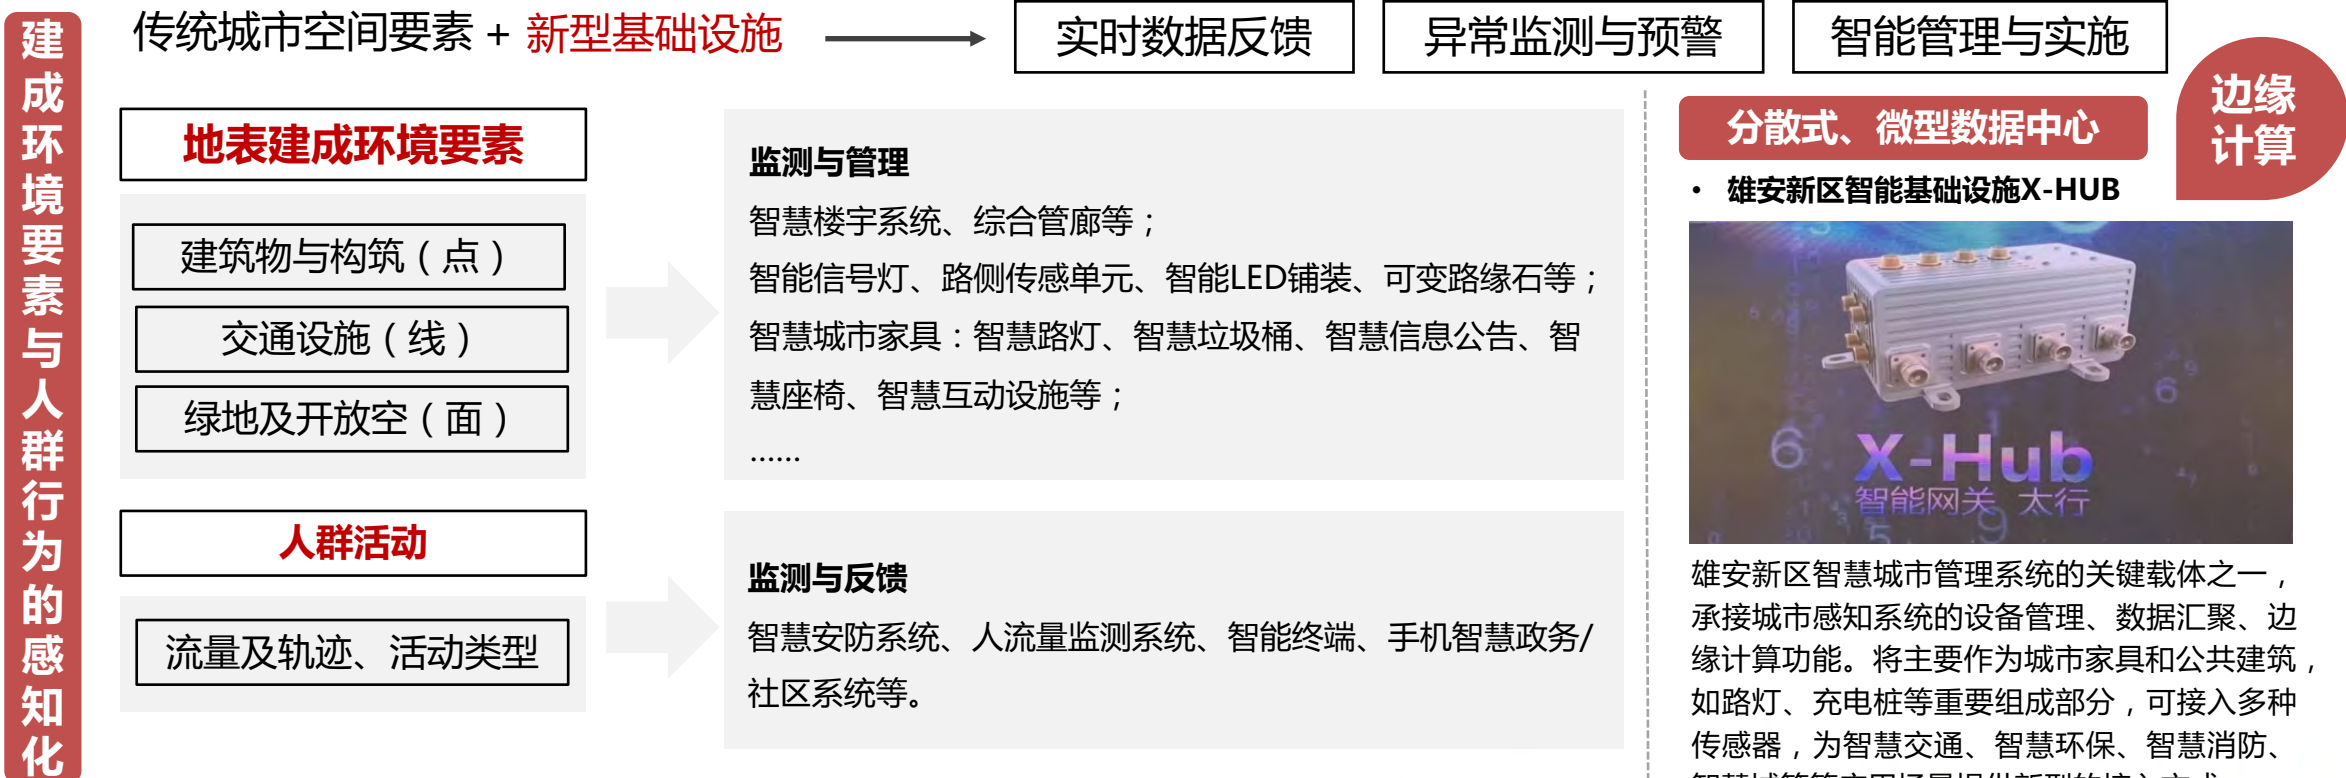 建成环境要素与人群行为的感知化
传统城市空间要素 + 新型基础设施
实时数据反馈
异常监测与预警
智能管理与实施
边缘
计算
地表建成环境要素
建筑物与构筑（点）
交通设施（线）
绿地及开放空（面）
监测与管理
智慧楼宇系统、综合管廊等；
智能信号灯、路侧传感单元、智能LED铺装、可变路缘石等；
智慧城市家具：智慧路灯、智慧垃圾桶、智慧信息公告、智
慧座椅、智慧互动设施等；
……
人群活动
流量及轨迹、活动类型
监测与反馈
智慧安防系统、人流量监测系统、智能终端、手机智慧政务/
社区系统等。
分散式、微型数据中心
• 雄安新区智能基础设施X-HUB
X-Hub
智能网关 太行
雄安新区智慧城市管理系统的关键载体之一，
承接城市感知系统的设备管理、数据汇聚、边
缘计算功能。将主要作为城市家具和公共建筑，
如路灯、充电桩等重要组成部分，可接入多种
传感器，为智慧交通、智慧环保、智慧消防、